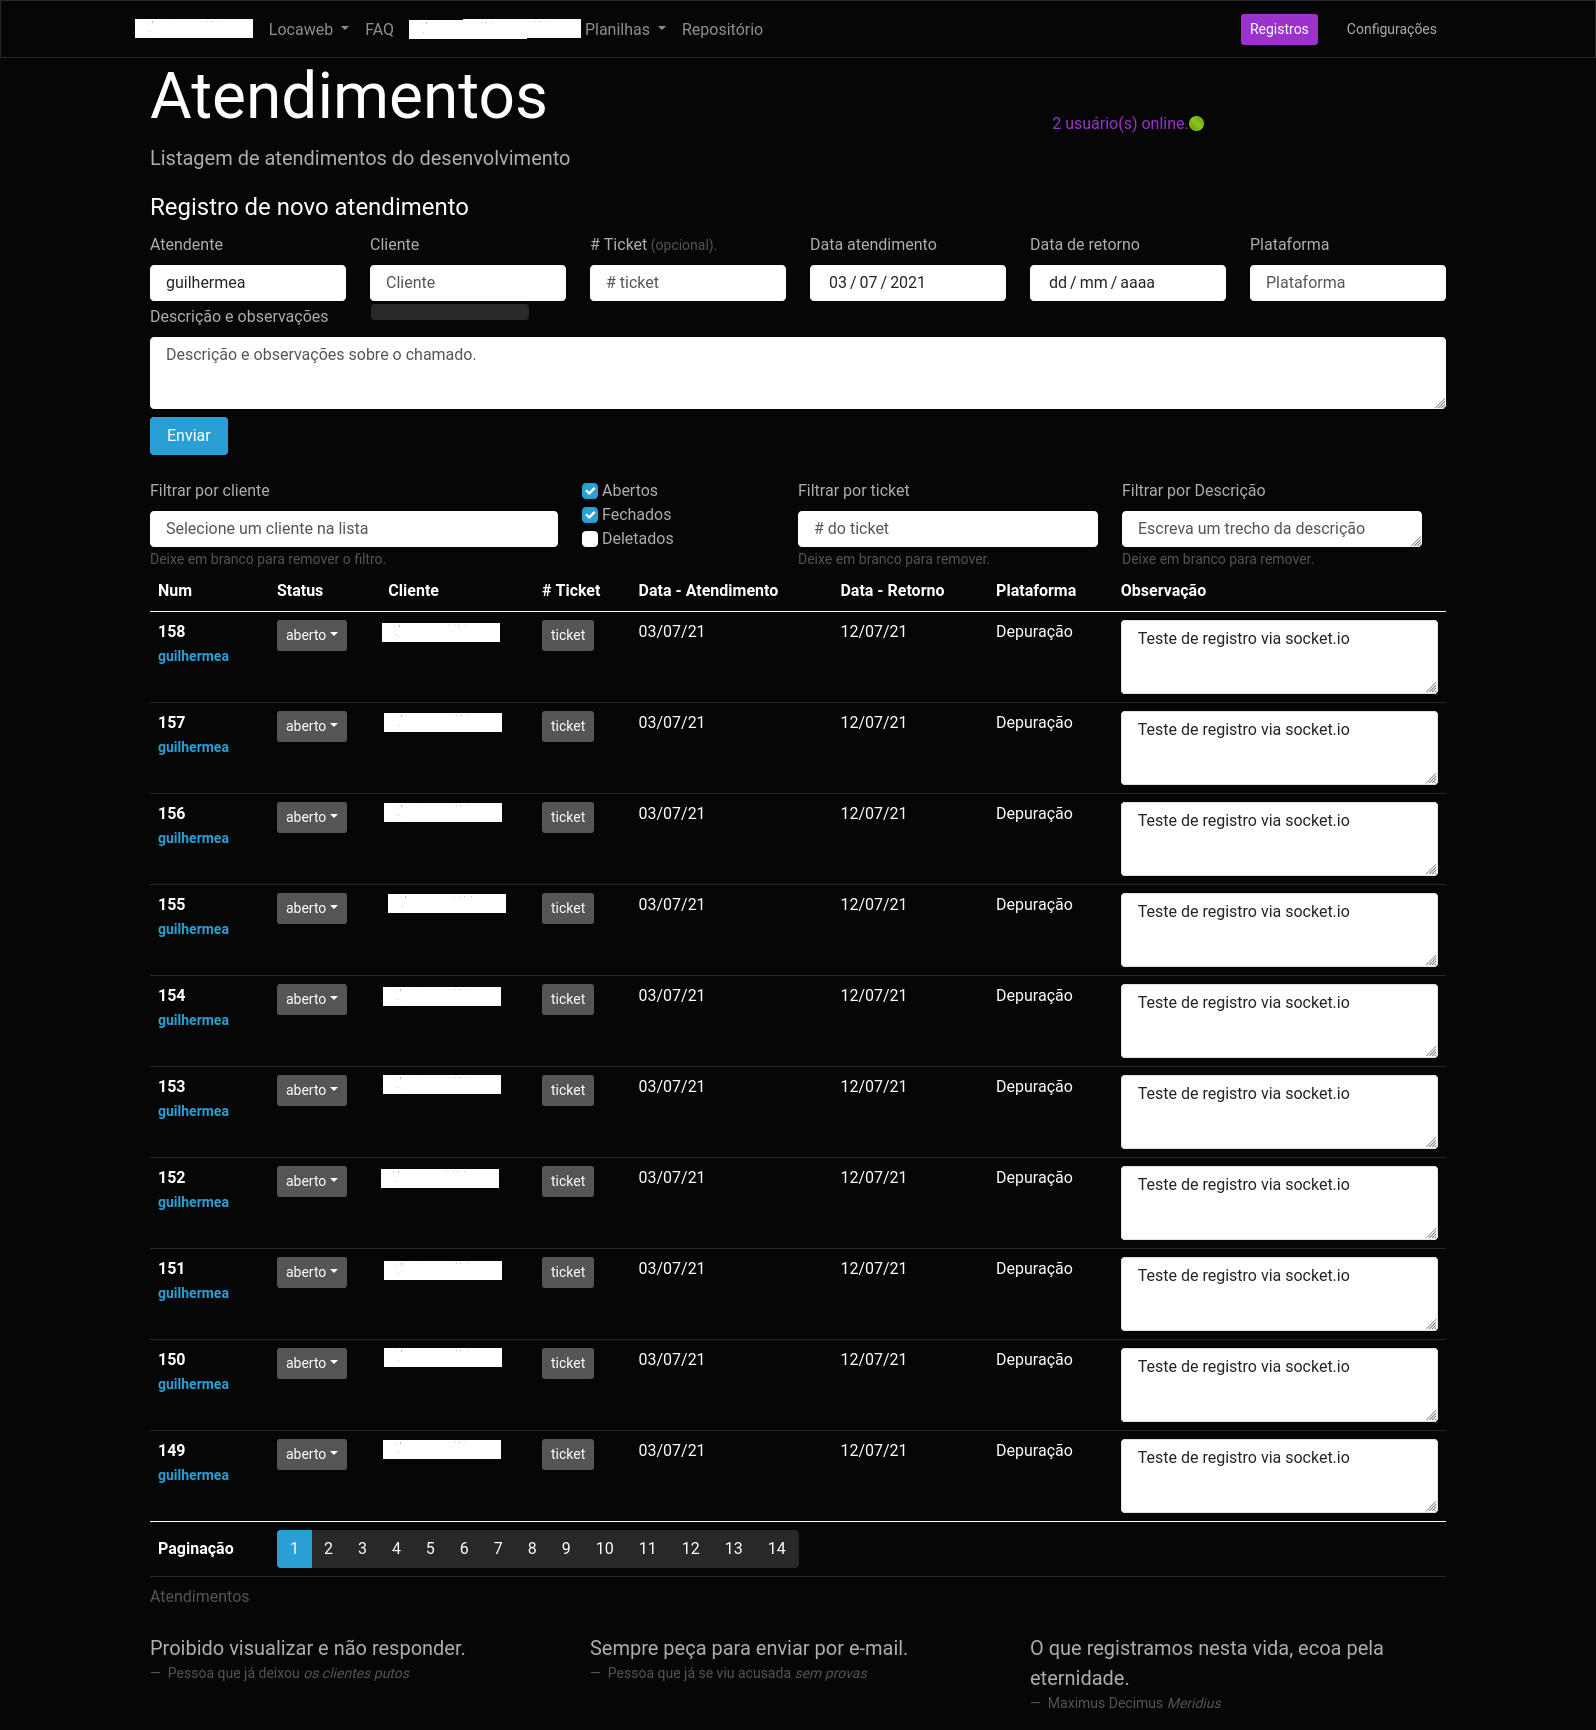 Locaweb FAQ Planilhas Repositório Registros Configurações
Atendimentos
2 usuário(s) online.
Listagem de atendimentos do desenvolvimento
Registro de novo atendimento
Atendente Cliente # Ticket (opcional). Data atendimento Data de retorno Plataforma
guilhermea Cliente # ticket 03/07/2021 dd/mm/aaaa Plataforma
Descrição e observações
Descrição e observações sobre o chamado.
Enviar
Filtrar por cliente Abertos Filtrar por ticket Filtrar por Descrição
Fechados
Selecione um cliente na lista # do ticket Escreva um trecho da descrição
Deletados
Deixe em branco para remover o filtro. Deixe em branco para remover. Deixe em branco para remover.
Num Status Cliente # Ticket Data - Atendimento Data - Retorno Plataforma Observação
158 aberto ticket 03/07/21 12/07/21 Depuração Teste de registro via socket.io
guilhermea
157 aberto ticket 03/07/21 12/07/21 Depuração Teste de registro via socket.io
guilhermea
156 aberto ticket 03/07/21 12/07/21 Depuração Teste de registro via socket.io
guilhermea
155 aberto ticket 03/07/21 12/07/21 Depuração Teste de registro via socket.io
guilhermea
154 aberto ticket 03/07/21 12/07/21 Depuração Teste de registro via socket.io
guilhermea
153 aberto ticket 03/07/21 12/07/21 Depuração Teste de registro via socket.io
guilhermea
152 aberto ticket 03/07/21 12/07/21 Depuração Teste de registro via socket.io
guilhermea
151 aberto ticket 03/07/21 12/07/21 Depuração Teste de registro via socket.io
guilhermea
150 aberto ticket 03/07/21 12/07/21 Depuração Teste de registro via socket.io
guilhermea
149 aberto ticket 03/07/21 12/07/21 Depuração Teste de registro via socket.io
guilhermea
Paginação 1 2 3 4 5 6 7 8 9 10 11 12 13 14
Atendimentos
Proibido visualizar e não responder.
— Pessoa que já deixou os clientes putos
Sempre peça para enviar por e-mail.
— Pessoa que já se viu acusada sem provas
O que registramos nesta vida, ecoa pela
eternidade.
— Maximus Decimus Meridius